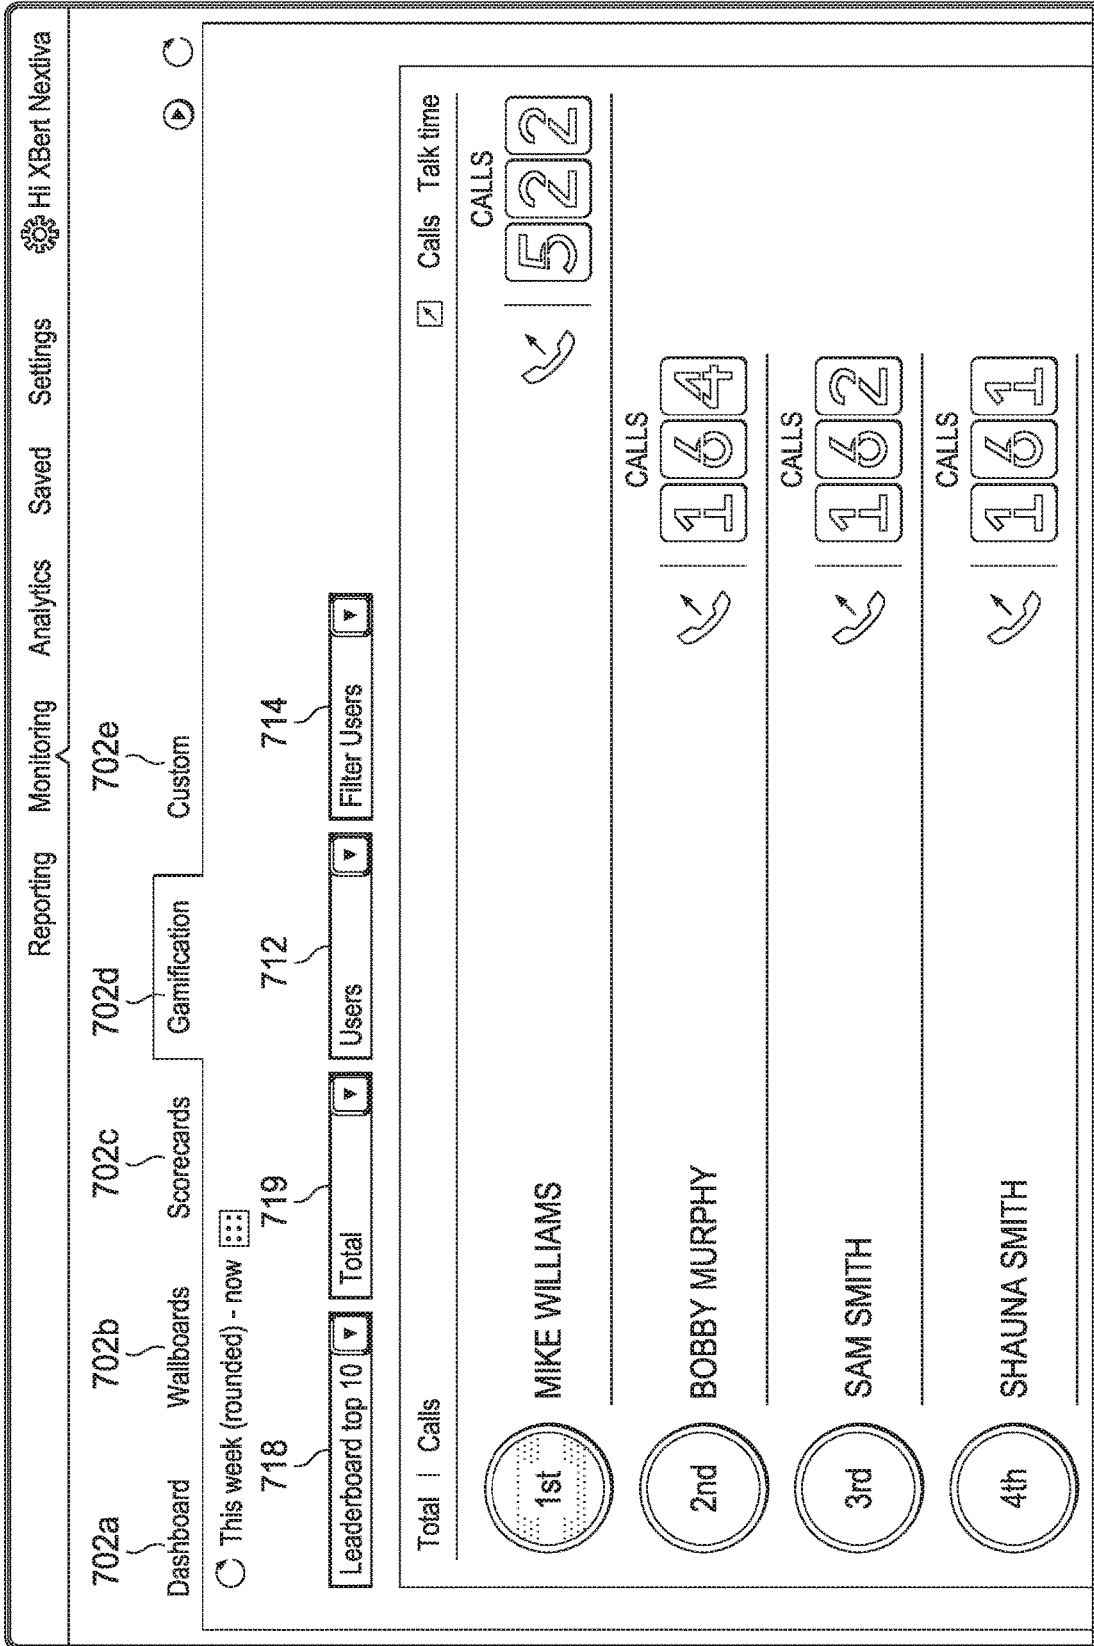 Reporting Monitoring Analytics Saved Settings Hi XBert Nextiva
702a 702b 702c 702d 702e
Dashboard Wallboards Scorecards Gamification Custom
This week (rounded) - now
718 719 712 714
Leaderboard top 10 Total Users Filter Users
Total | Calls Calls Talk time
CALLS
1st MIKE WILLIAMS 522
CALLS
2nd BOBBY MURPHY 164
CALLS
3rd SAM SMITH 162
CALLS
4th SHAUNA SMITH 161